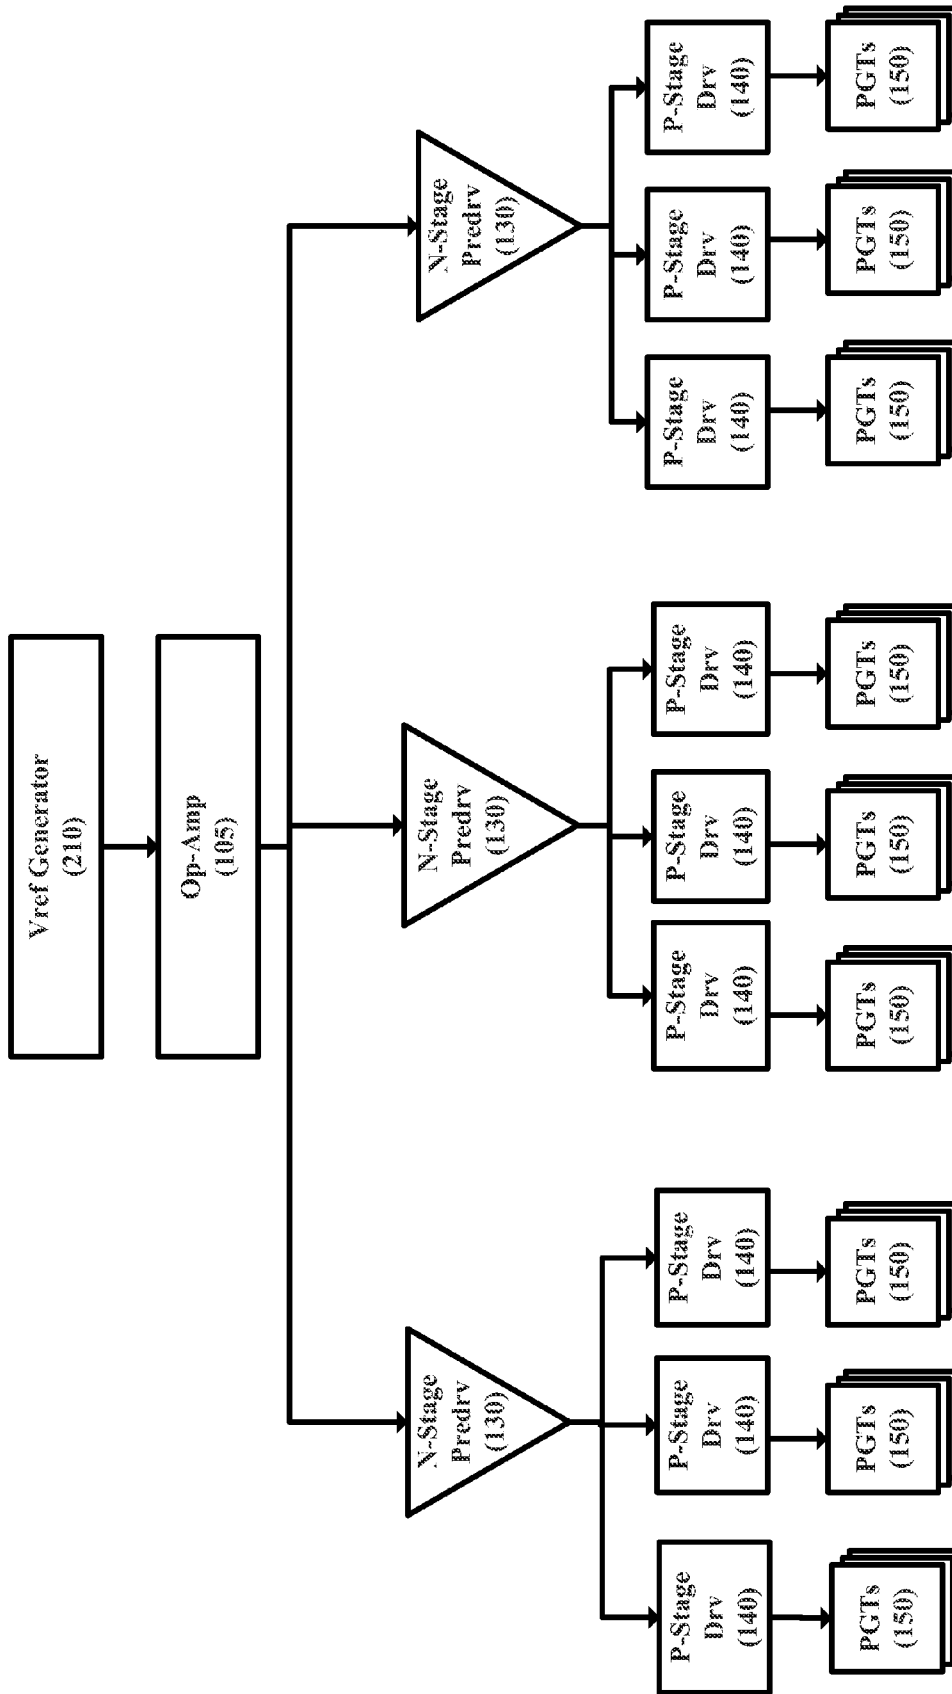 Vref Generator
(210)
Op-Amp
(105)
N-Stage
Predrv
(130)
N-Stage
Predrv
(130)
N-Stage
Predrv
(130)
P-Stage
Drv
(140)
P-Stage
Drv
(140)
P-Stage
Drv
(140)
P-Stage
Drv
(140)
P-Stage
Drv
(140)
P-Stage
Drv
(140)
P-Stage
Drv
(140)
P-Stage
Drv
(140)
P-Stage
Drv
(140)
PGTs
(150)
PGTs
(150)
PGTs
(150)
PGTs
(150)
PGTs
(150)
PGTs
(150)
PGTs
(150)
PGTs
(150)
PGTs
(150)